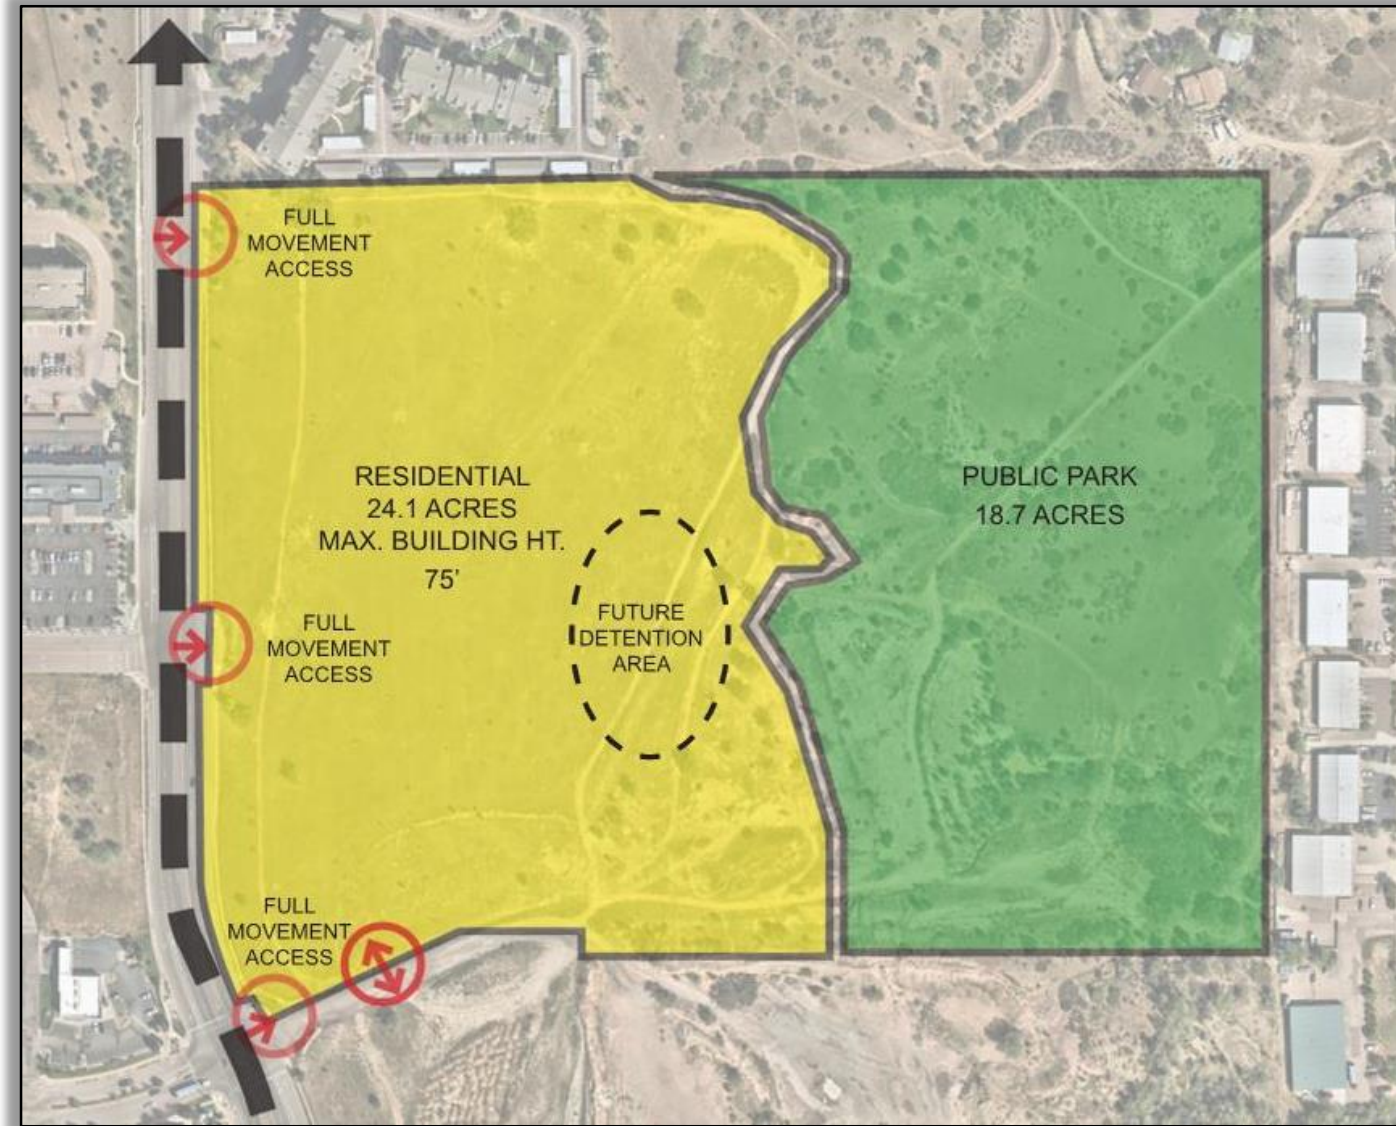 FULL
MOVEMENT
ACCESS
RESIDENTIAL
24.1 ACRES
MAX. BUILDING HT.
75'
PUBLIC PARK
18.7 ACRES
FUTURE
DETENTION
AREA
FULL
MOVEMENT
ACCESS
FULL
MOVEMENT
ACCESS